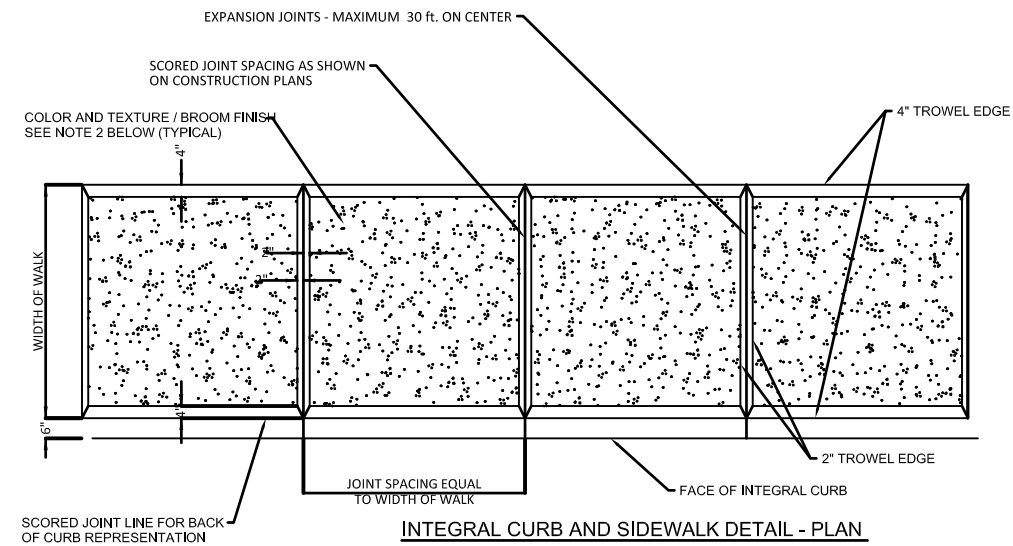 EXPANSION JOINTS - MAXIMUM 30 ft. ON CENTER
SCORED JOINT SPACING AS SHOWN
ON CONSTRUCTION PLANS
COLOR AND TEXTURE / BROOM FINISH
SEE NOTE 2 BELOW (TYPICAL)
4" TROWEL EDGE
4"
WIDTH OF WALK
2"
2"
4"
6"
2" TROWEL EDGE
JOINT SPACING EQUAL
TO WIDTH OF WALK
FACE OF INTEGRAL CURB
SCORED JOINT LINE FOR BACK
OF CURB REPRESENTATION
INTEGRAL CURB AND SIDEWALK DETAIL - PLAN